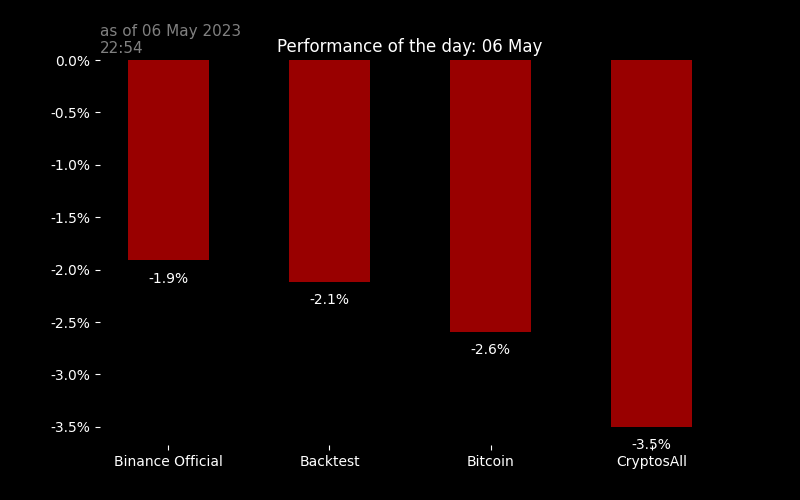 as of 06 May 2023
22:54
Performance of the day: 06 May
0.0%
-0.5%
-1.0%
-1.5%
-2.0%
-2.5%
-3.0%
-3.5%
-1.9%
-2.1%
-2.6%
-3.5%
Binance Official
Backtest
Bitcoin
CryptosAll